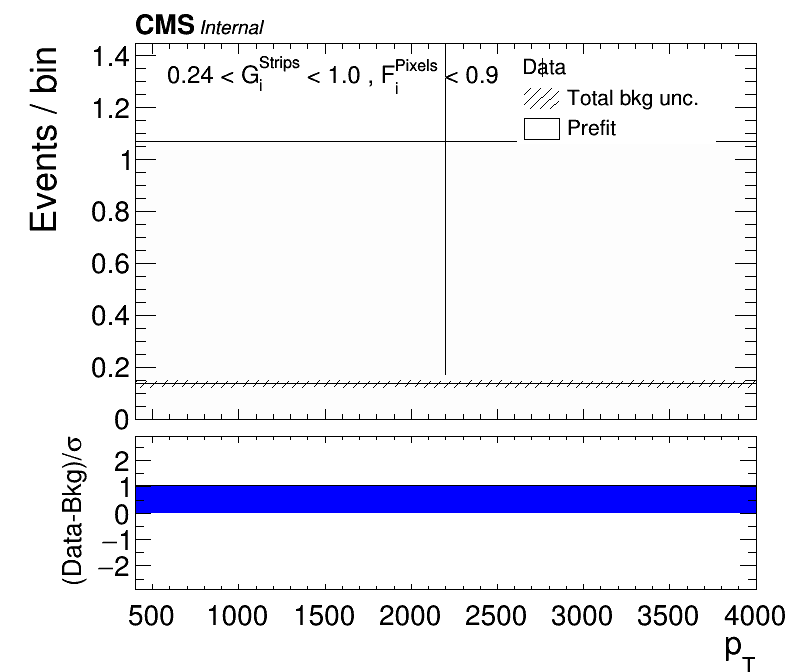 CMS Internal
Events / bin
0.24 < G_i^Strips < 1.0 , F_i^Pixels < 0.9
Data
Total bkg unc.
Prefit
1.4
1.2
1
0.8
0.6
0.4
0.2
0
(Data-Bkg)/σ
2
1
0
−1
−2
500 1000 1500 2000 2500 3000 3500 4000
p_T